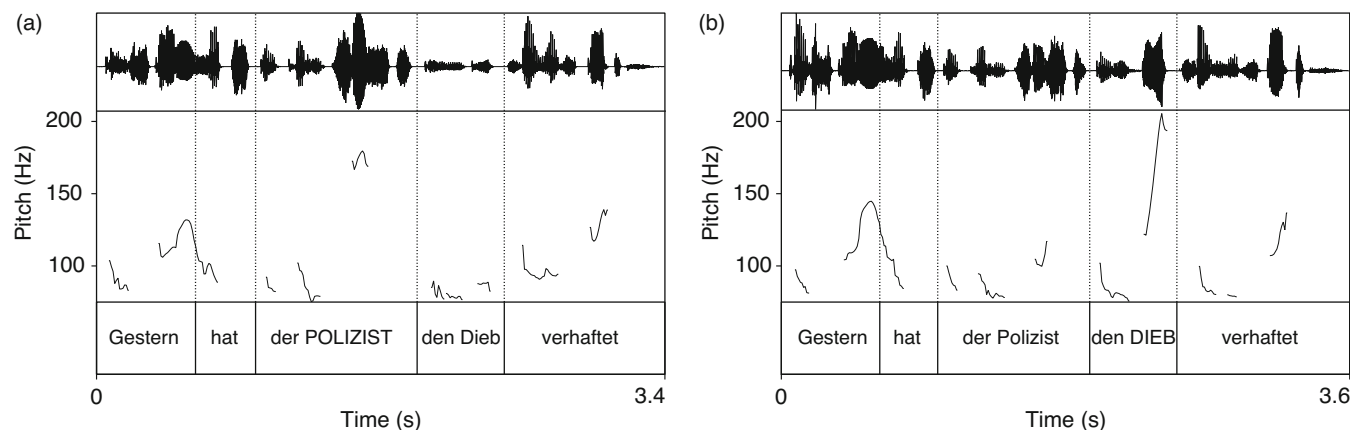 (a)
200
150
100
Pitch (Hz)
Gestern hat der POLIZIST den Dieb verhaftet
0 3.4
Time (s)
(b)
200
150
100
Pitch (Hz)
Gestern hat der Polizist den DIEB verhaftet
0 3.6
Time (s)